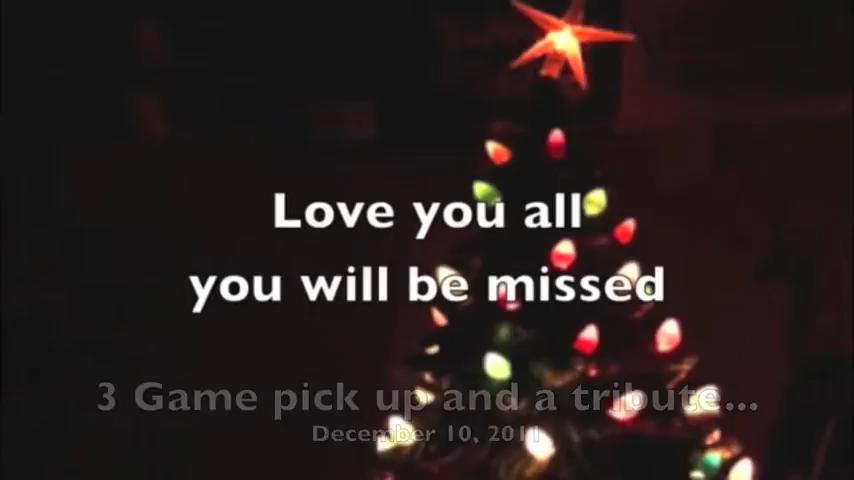 Love you all
you will be missed
3 Game pick up and a tribute...
December 10, 2011